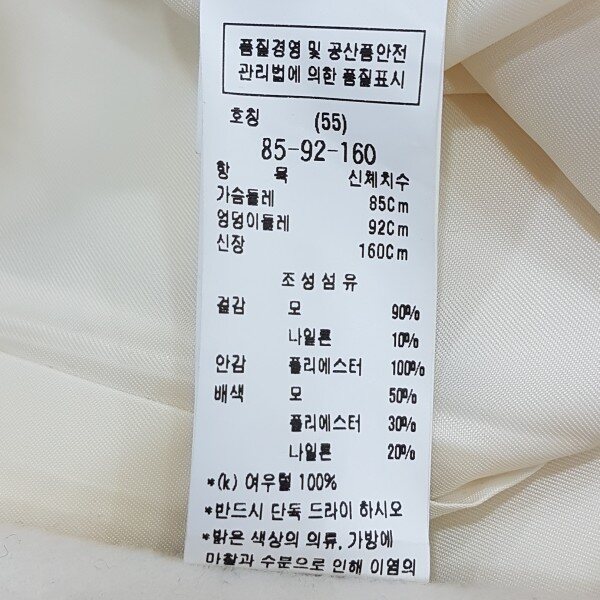 품질경영 및 공산품안전
관리법에 의한 품질표시
호칭 (55)
85-92-160
항 목 신체치수
가슴둘레 85Cm
엉덩이둘레 92Cm
신장 160Cm
조성섬유
겉감 모 90%
나일론 10%
안감 폴리에스터 100%
배색 모 50%
폴리에스터 30%
나일론 20%
*(k) 여우털 100%
*반드시 단독 드라이 하시오
*밝은 색상의 의류, 가방에
마찰과 수분으로 인해 이염의